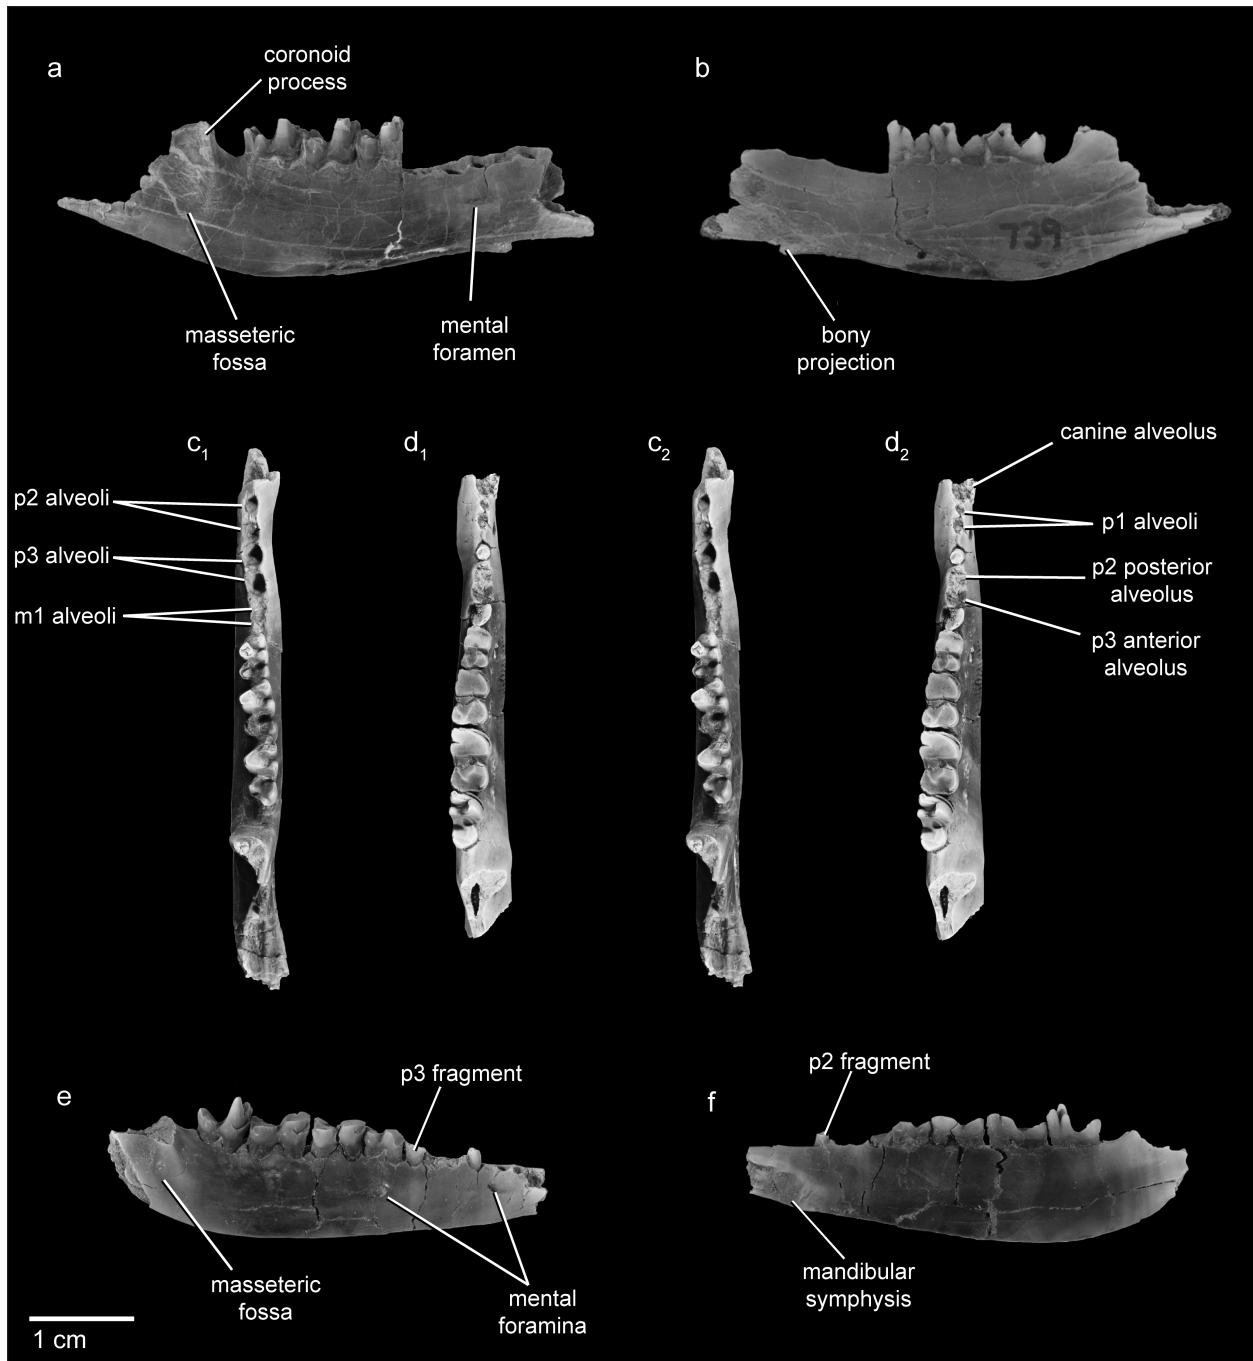 a
coronoid
process
b
masseteric
fossa
mental
foramen
739
bony
projection
c1
d1
c2
d2
canine alveolus
p2 alveoli
p3 alveoli
m1 alveoli
p1 alveoli
p2 posterior
alveolus
p3 anterior
alveolus
e
p3 fragment
f
p2 fragment
masseteric
fossa
mental
foramina
mandibular
symphysis
1 cm